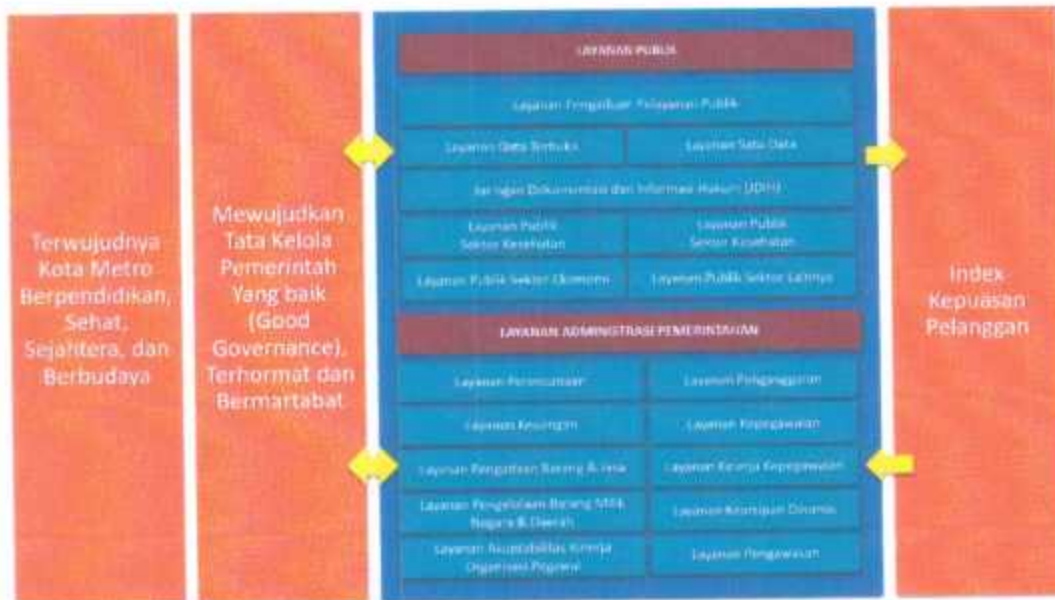 Terwujudnya
Kota Metro
Berpendidikan,
Sehat,
Sejahtera, dan
Berbudaya
Mewujudkan
Tata Kelola
Pemerintah
Yang baik
(Good
Governance),
Terhormat dan
Bermartabat
LAYANAN PUBLIK
Layanan Pengaduan Pelayanan Publik
Layanan Data Terbuka
Layanan Satu Data
Jaringan Dokumentasi dan Informasi Hukum (JDIH)
Layanan Publik
Sektor Kesehatan
Layanan Publik
Sektor Kesehatan
Layanan Publik Sektor Ekonomi
Layanan Publik Sektor Lainnya
LAYANAN ADMINISTRASI PEMERINTAHAN
Layanan Perencanaan
Layanan Penganggaran
Layanan Keuangan
Layanan Kepegawaian
Layanan Pengadaan Barang & Jasa
Layanan Kinerja Kepegawaian
Layanan Pengelolaan Barang Milik
Negara & Daerah
Layanan Kearsipan Dinamis
Layanan Akuntabilitas Kinerja
Organisasi Pegawai
Layanan Pengawasan
Index
Kepuasan
Pelanggan